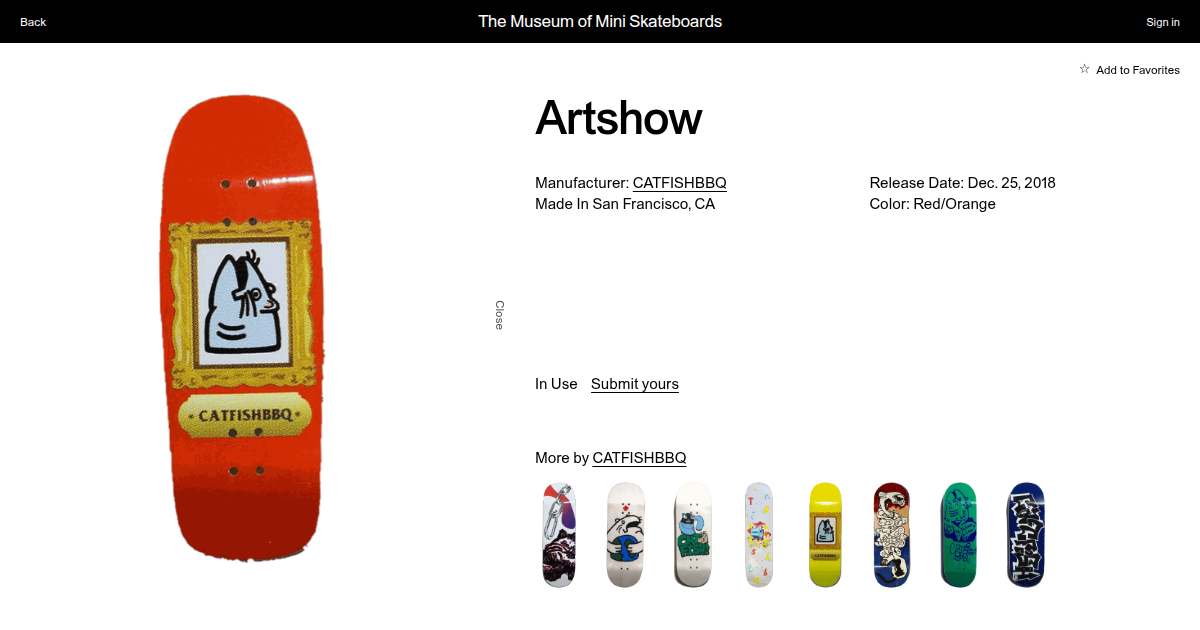 Back
The Museum of Mini Skateboards
Sign in
☆ Add to Favorites
Artshow
Manufacturer: CATFISHBBQ
Made In San Francisco, CA
Release Date: Dec. 25, 2018
Color: Red/Orange
CATFISHBBQ
Close
In Use Submit yours
More by CATFISHBBQ